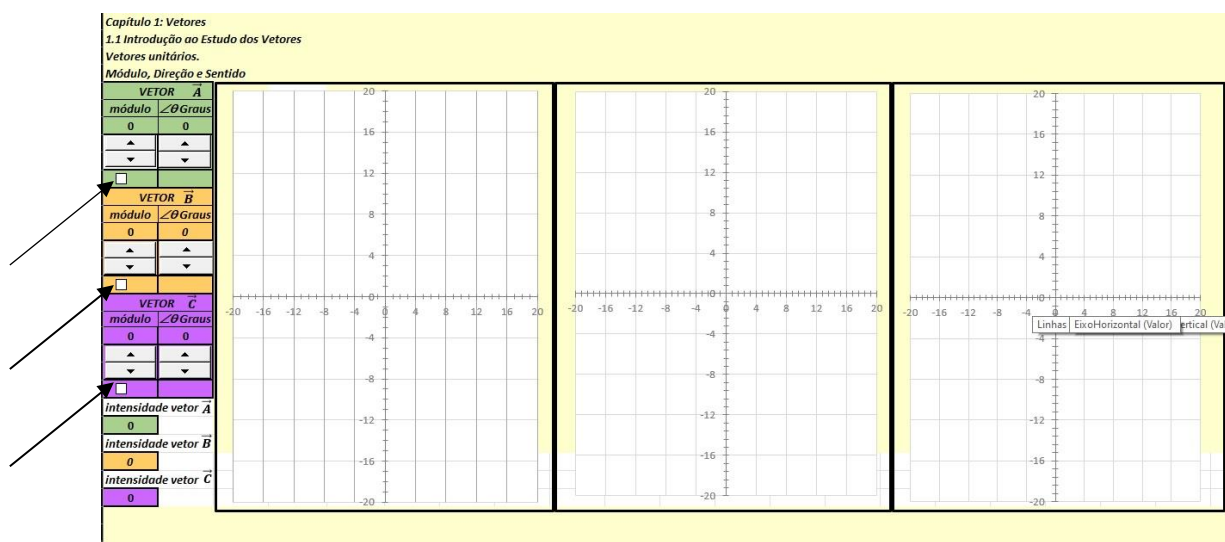 Capítulo 1: Vetores
1.1 Introdução ao Estudo dos Vetores
Vetores unitários.
Módulo, Direção e Sentido
VETOR A
módulo ∠θ Graus
0 0
VETOR B
módulo ∠θ Graus
0 0
VETOR C
módulo ∠θ Graus
0 0
intensidade vetor A
0
intensidade vetor B
0
intensidade vetor C
0
20
16
12
8
4
0
-20 -16 -12 -8 -4 0 4 8 12 16 20
-4
-8
-12
-16
-20
20
16
12
8
4
0
-20 -16 -12 -8 -4 0 4 8 12 16 20
-4
-8
-12
-16
-20
20
16
12
8
4
0
-20 -16 -12 -8 -4 0 4 8 12 16 20
Linhas EixoHorizontal (Valor) ertical (Va
-4
-8
-12
-16
-20